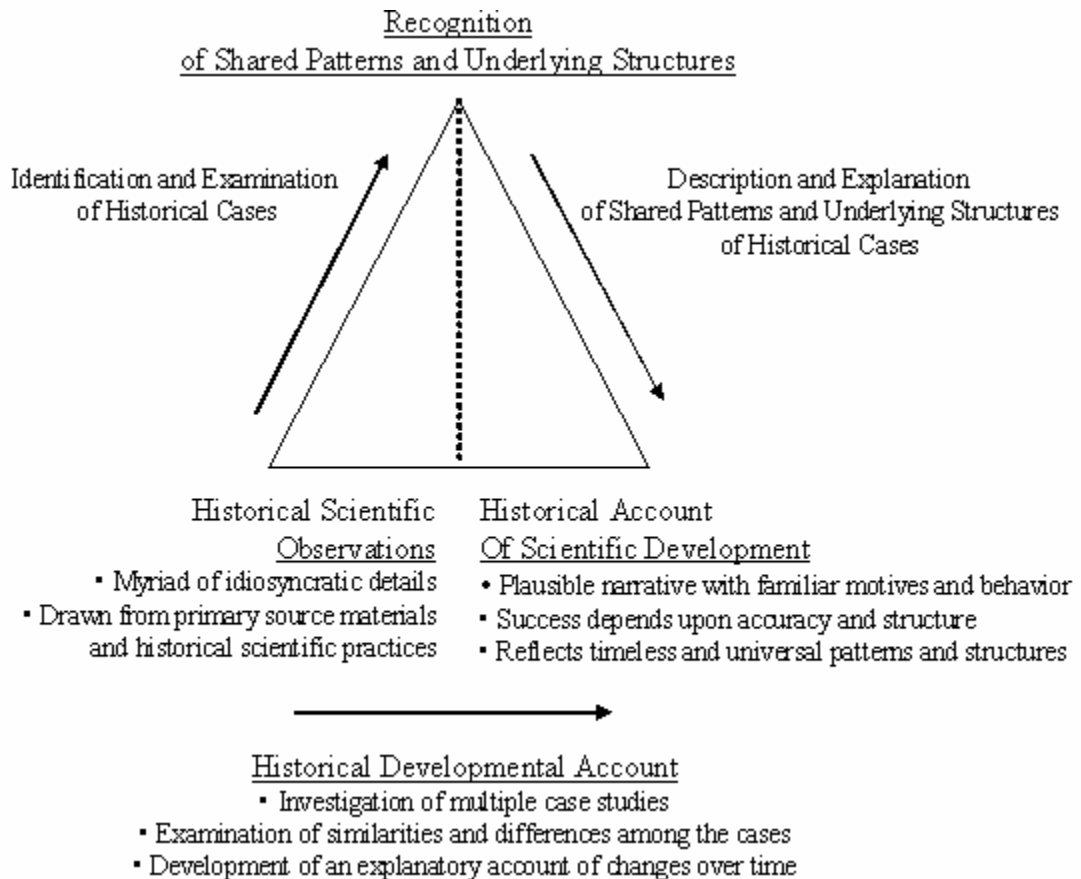 Recognition
of Shared Patterns and Underlying Structures
Identification and Examination
of Historical Cases
Description and Explanation
of Shared Patterns and Underlying Structures
of Historical Cases
Historical Scientific
Observations
▪ Myriad of idiosyncratic details
▪ Drawn from primary source materials
and historical scientific practices
Historical Account
Of Scientific Development
• Plausible narrative with familiar motives and behavior
▪ Success depends upon accuracy and structure
▪ Reflects timeless and universal patterns and structures
Historical Developmental Account
▪ Investigation of multiple case studies
▪ Examination of similarities and differences among the cases
▪ Development of an explanatory account of changes over time